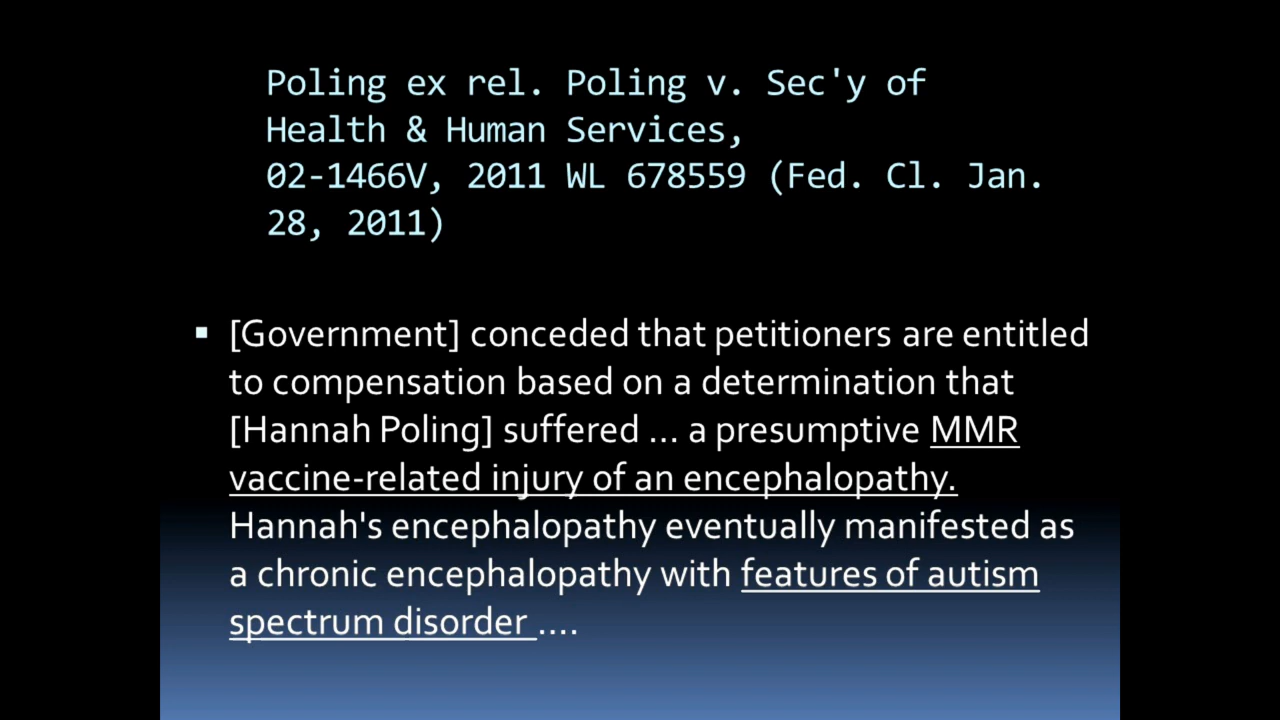 Poling ex rel. Poling v. Sec'y of
Health & Human Services,
02-1466V, 2011 WL 678559 (Fed. Cl. Jan.
28, 2011)
▪ [Government] conceded that petitioners are entitled
to compensation based on a determination that
[Hannah Poling] suffered ... a presumptive MMR
vaccine-related injury of an encephalopathy.
Hannah's encephalopathy eventually manifested as
a chronic encephalopathy with features of autism
spectrum disorder ....